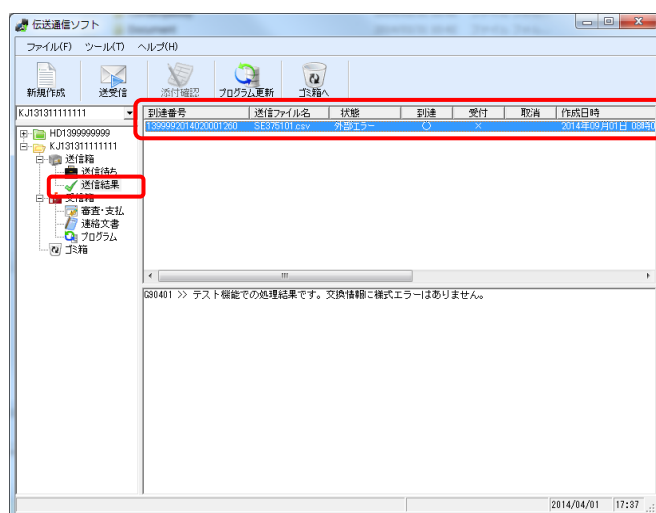 伝送通信ソフト
ファイル(F) ツール(T) ヘルプ(H)
新規作成 送受信 添付確認 プログラム更新 ゴミ箱へ
KJ131311111111
到達番号 送信ファイル名 状態 到達 受付 取消 作成日時
1399992014020001260 SE375101.csv 外部エラー ○ × 2014年09月01日 08時0
HD1399999999
KJ131311111111
送信箱
送信待ち
送信結果
受信箱
審査・支払
連絡文書
プログラム
ゴミ箱
G90401 >> テスト機能での処理結果です。交換情報に様式エラーはありません。
2014/04/01 17:37